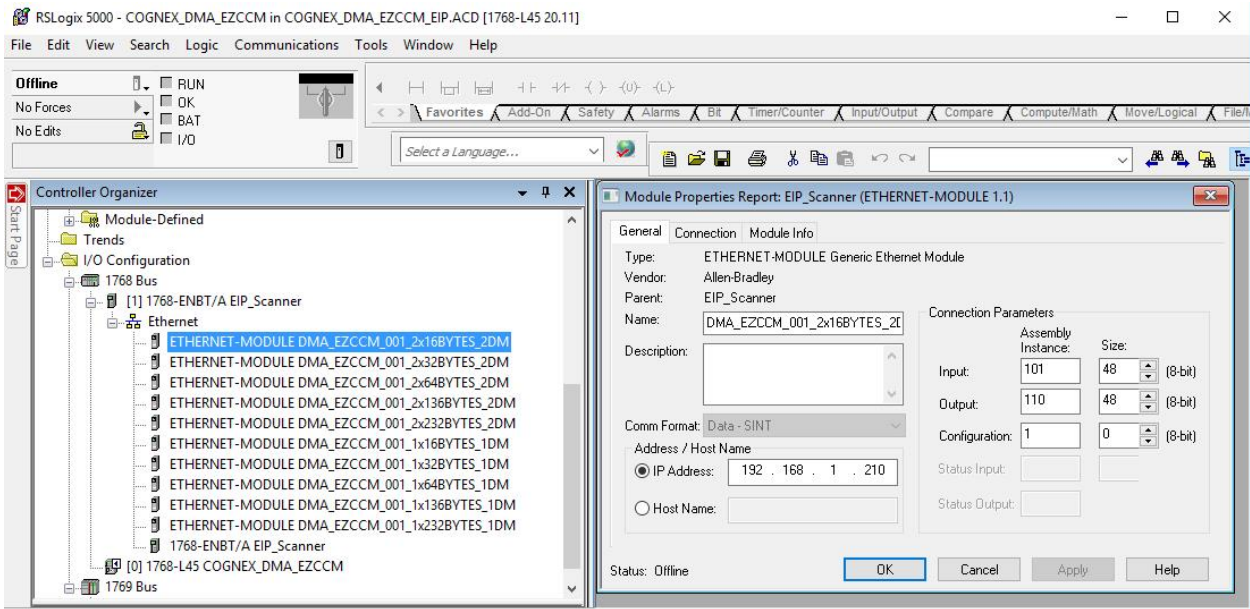 RSLogix 5000 - COGNEX_DMA_EZCCM in COGNEX_DMA_EZCCM_EIP.ACD [1768-L45 20.11]
File Edit View Search Logic Communications Tools Window Help
Offline
RUN
No Forces
OK
BAT
No Edits
I/O
Favorites Add-On Safety Alarms Bit Timer/Counter Input/Output Compare Compute/Math Move/Logical
Select a Language...
Start Page
Controller Organizer
Module-Defined
Trends
I/O Configuration
1768 Bus
[1] 1768-ENBT/A EIP_Scanner
Ethernet
ETHERNET-MODULE DMA_EZCCM_001_2x16BYTES_2DM
ETHERNET-MODULE DMA_EZCCM_001_2x32BYTES_2DM
ETHERNET-MODULE DMA_EZCCM_001_2x64BYTES_2DM
ETHERNET-MODULE DMA_EZCCM_001_2x136BYTES_2DM
ETHERNET-MODULE DMA_EZCCM_001_2x232BYTES_2DM
ETHERNET-MODULE DMA_EZCCM_001_1x16BYTES_1DM
ETHERNET-MODULE DMA_EZCCM_001_1x32BYTES_1DM
ETHERNET-MODULE DMA_EZCCM_001_1x64BYTES_1DM
ETHERNET-MODULE DMA_EZCCM_001_1x136BYTES_1DM
ETHERNET-MODULE DMA_EZCCM_001_1x232BYTES_1DM
1768-ENBT/A EIP_Scanner
[0] 1768-L45 COGNEX_DMA_EZCCM
1769 Bus
Module Properties Report: EIP_Scanner (ETHERNET-MODULE 1.1)
General Connection Module Info
Type: ETHERNET-MODULE Generic Ethernet Module
Vendor: Allen-Bradley
Parent: EIP_Scanner
Name: DMA_EZCCM_001_2x16BYTES_2D
Description:
Comm Format: Data - SINT
Address / Host Name
IP Address: 192 . 168 . 1 . 210
Host Name:
Connection Parameters
Assembly
Instance: Size:
Input: 101 48 (8-bit)
Output: 110 48 (8-bit)
Configuration: 1 0 (8-bit)
Status Input:
Status Output:
Status: Offline
OK Cancel Apply Help